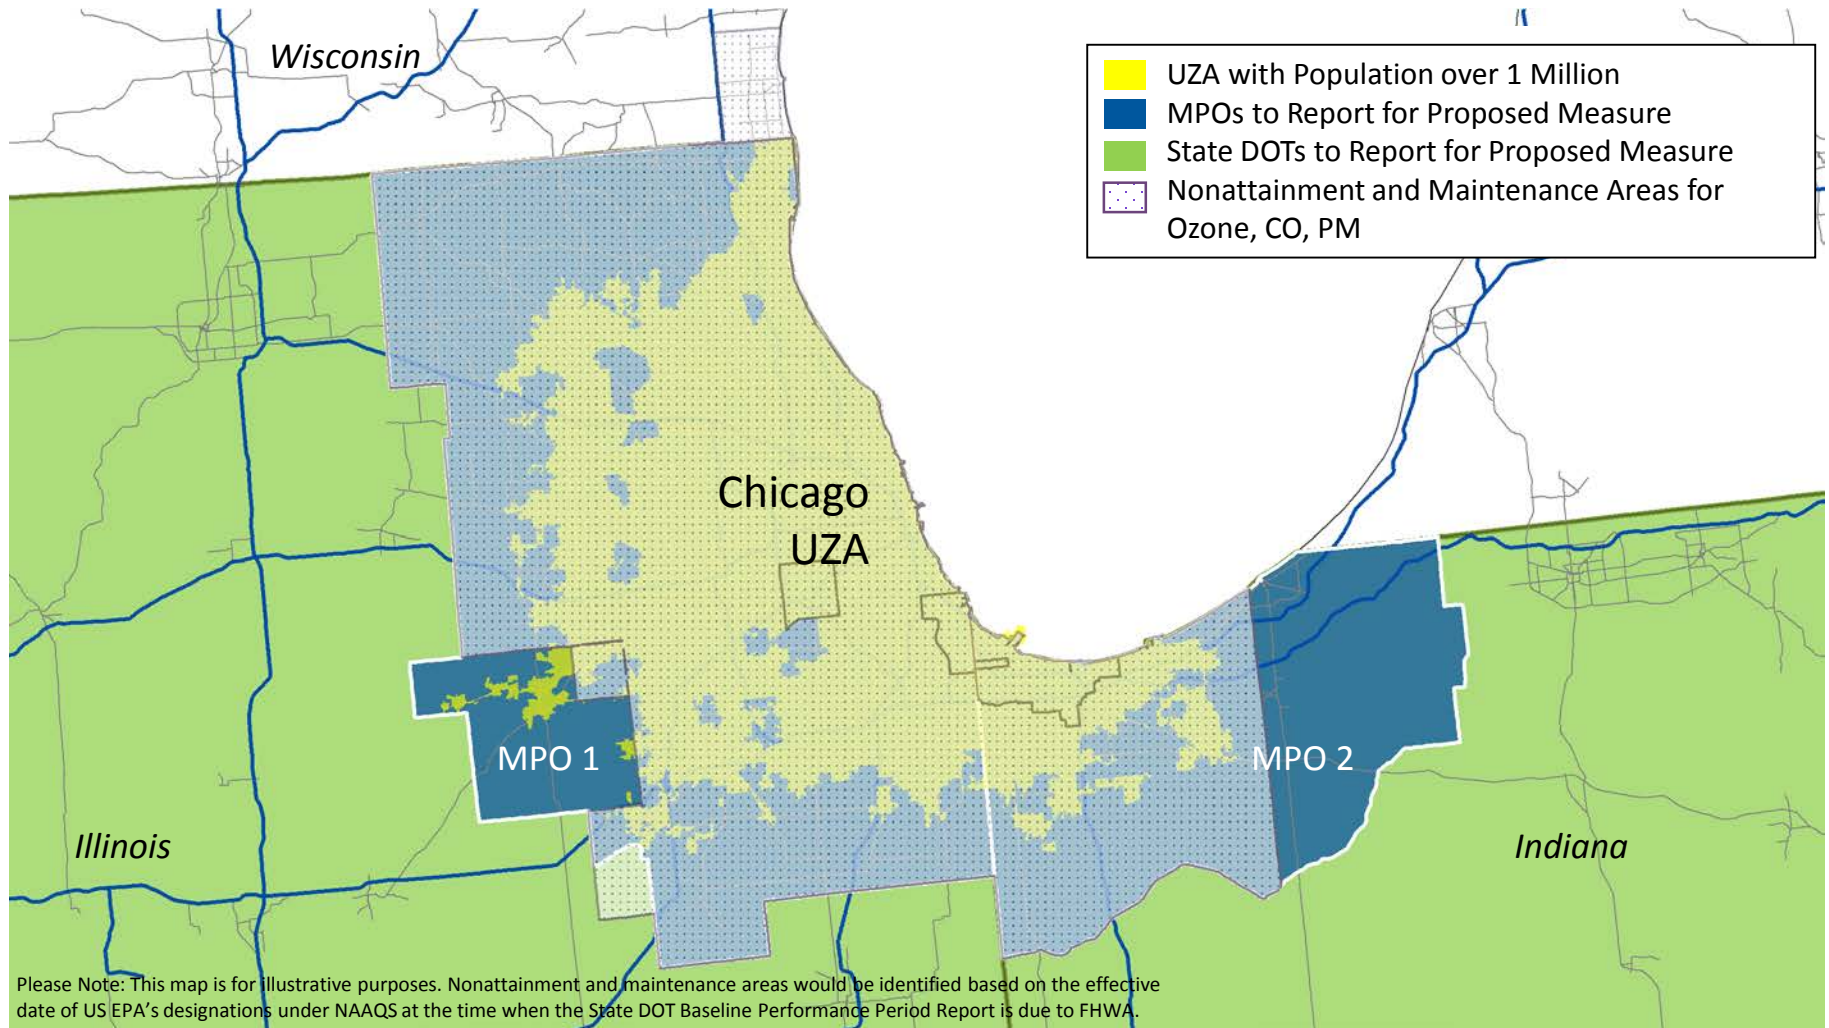 Wisconsin
UZA with Population over 1 Million
MPOs to Report for Proposed Measure
State DOTs to Report for Proposed Measure
Nonattainment and Maintenance Areas for
Ozone, CO, PM
Chicago
UZA
MPO 1
MPO 2
Illinois
Indiana
Please Note: This map is for illustrative purposes. Nonattainment and maintenance areas would be identified based on the effective
date of US EPA’s designations under NAAQS at the time when the State DOT Baseline Performance Period Report is due to FHWA.